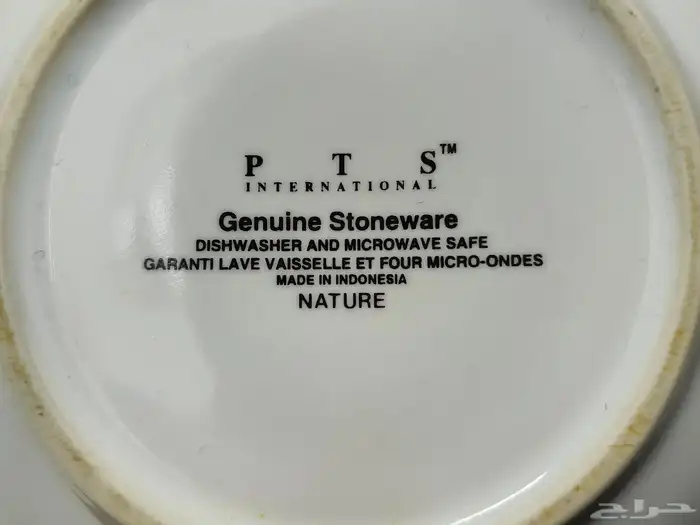 P T S™
INTERNATIONAL
Genuine Stoneware
DISHWASHER AND MICROWAVE SAFE
GARANTI LAVE VAISSELLE ET FOUR MICRO-ONDES
MADE IN INDONESIA
NATURE
حراج